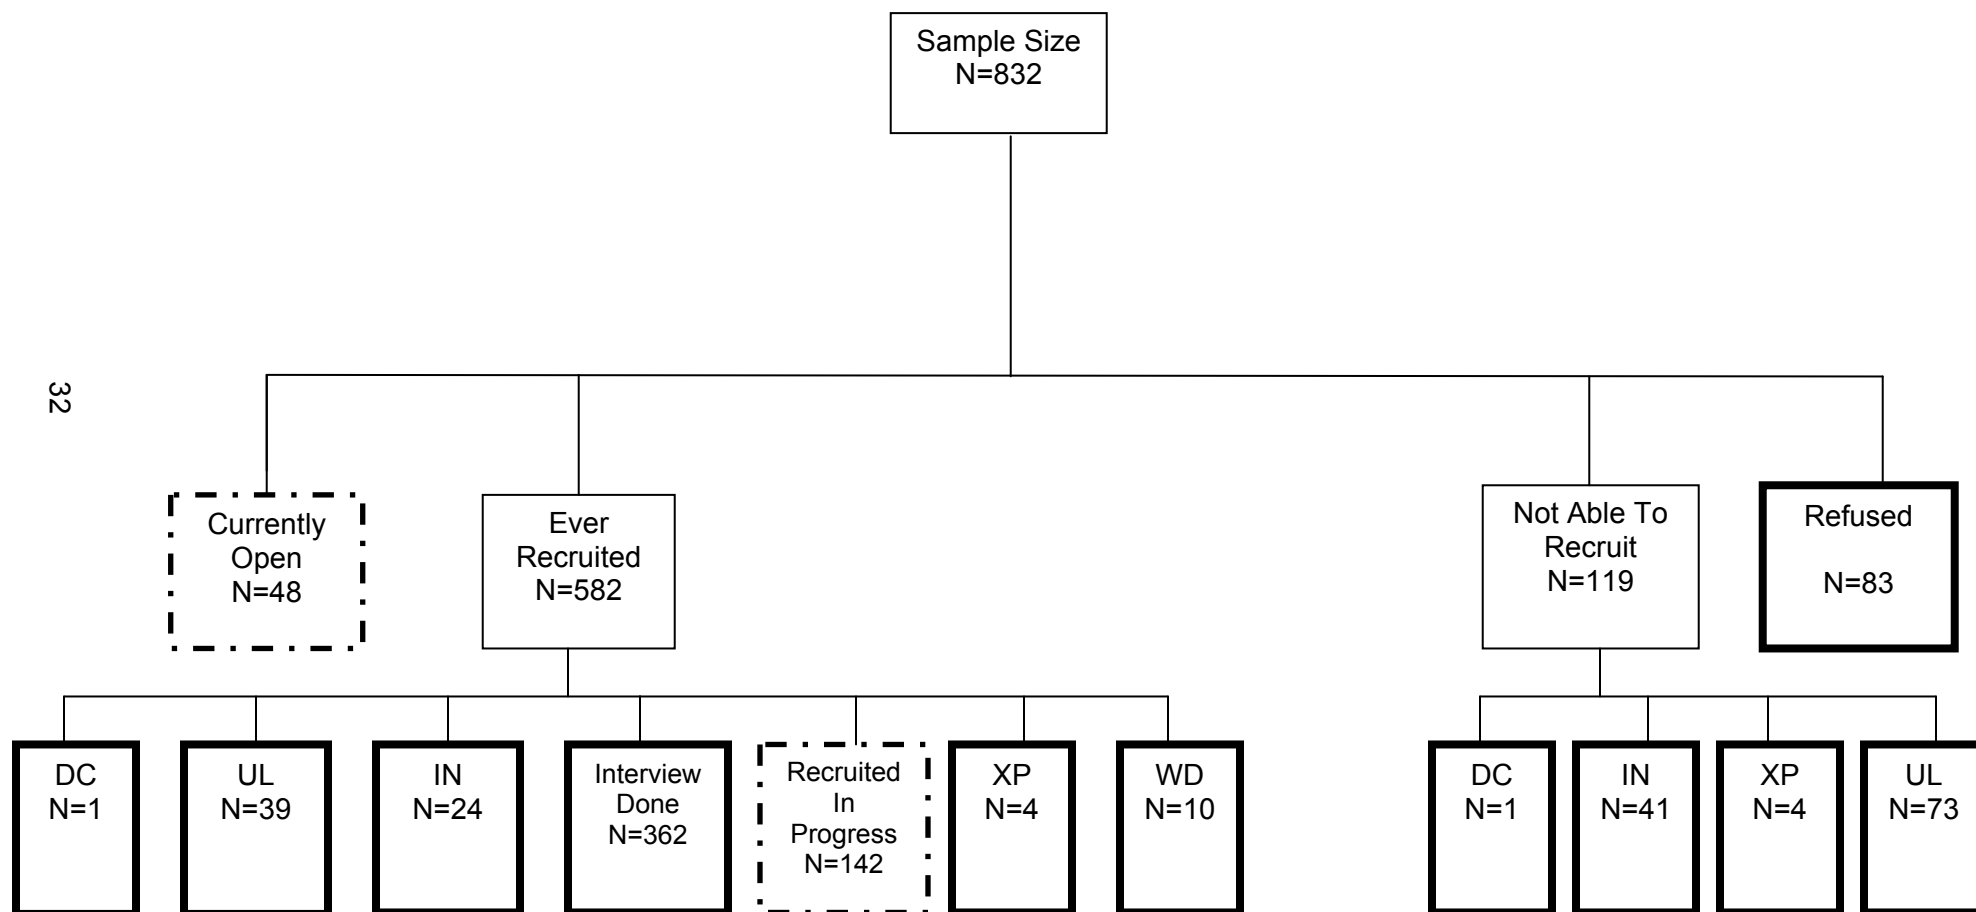 Sample Size
N=832
32
Currently
Open
N=48
Ever
Recruited
N=582
Not Able To
Recruit
N=119
Refused
N=83
DC
N=1
UL
N=39
IN
N=24
Interview
Done
N=362
Recruited
In
Progress
N=142
XP
N=4
WD
N=10
DC
N=1
IN
N=41
XP
N=4
UL
N=73